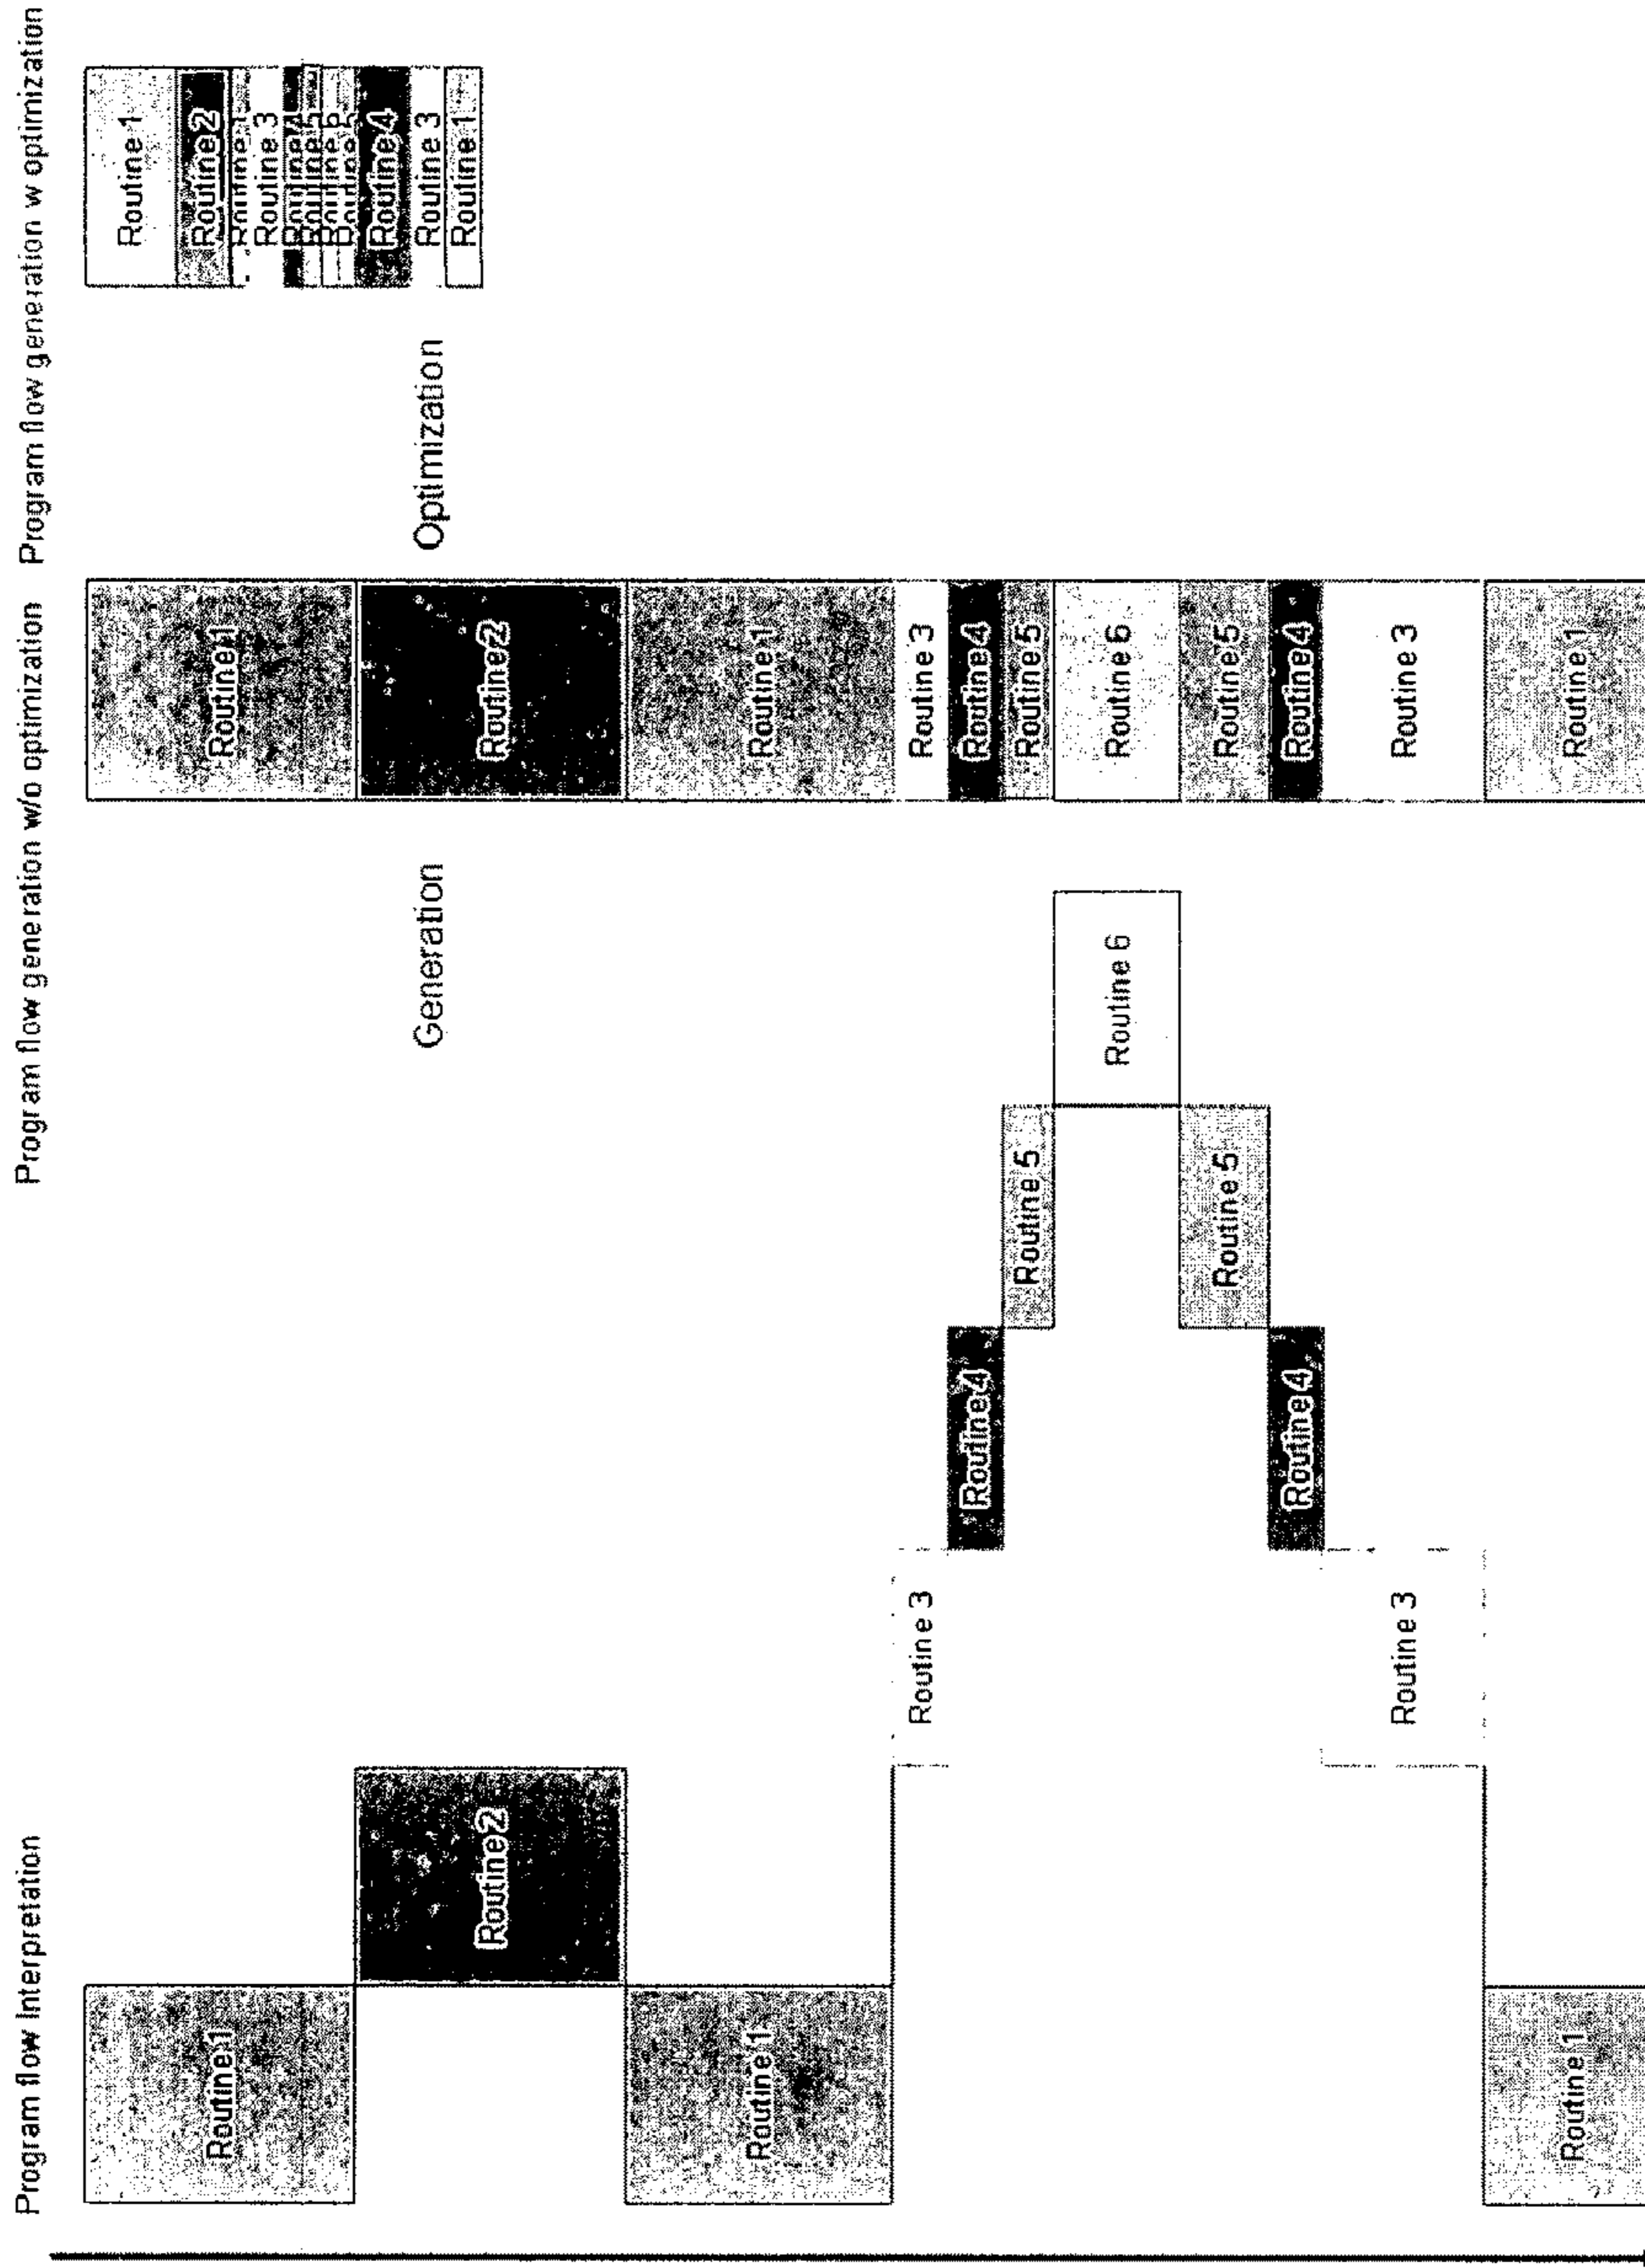 Program flow Interpretation
Program flow generation w/o optimization
Program flow generation w optimization
Routine 1
Routine 2
Routine 1
Routine 3
Routine 4
Routine 5
Routine 6
Routine 5
Routine 4
Routine 3
Routine 1
Generation
Routine 1
Routine 2
Routine 1
Routine 3
Routine 4
Routine 5
Routine 6
Routine 5
Routine 4
Routine 3
Routine 1
Optimization
Routine 1
Routine 2
Routine 3
Routine 4
Routine 3
Routine 1